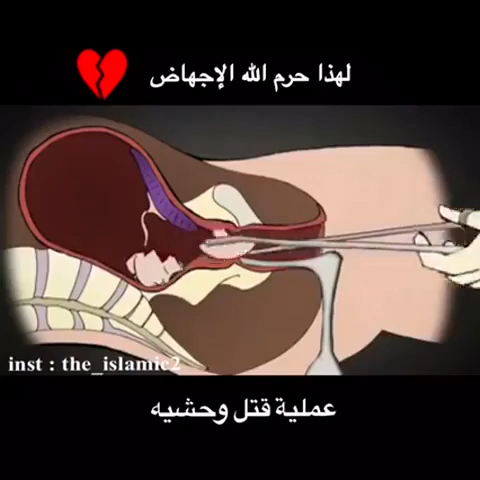 لهذا حرم الله الإجهاض
inst : the_islamic2
عملية قتل وحشيه